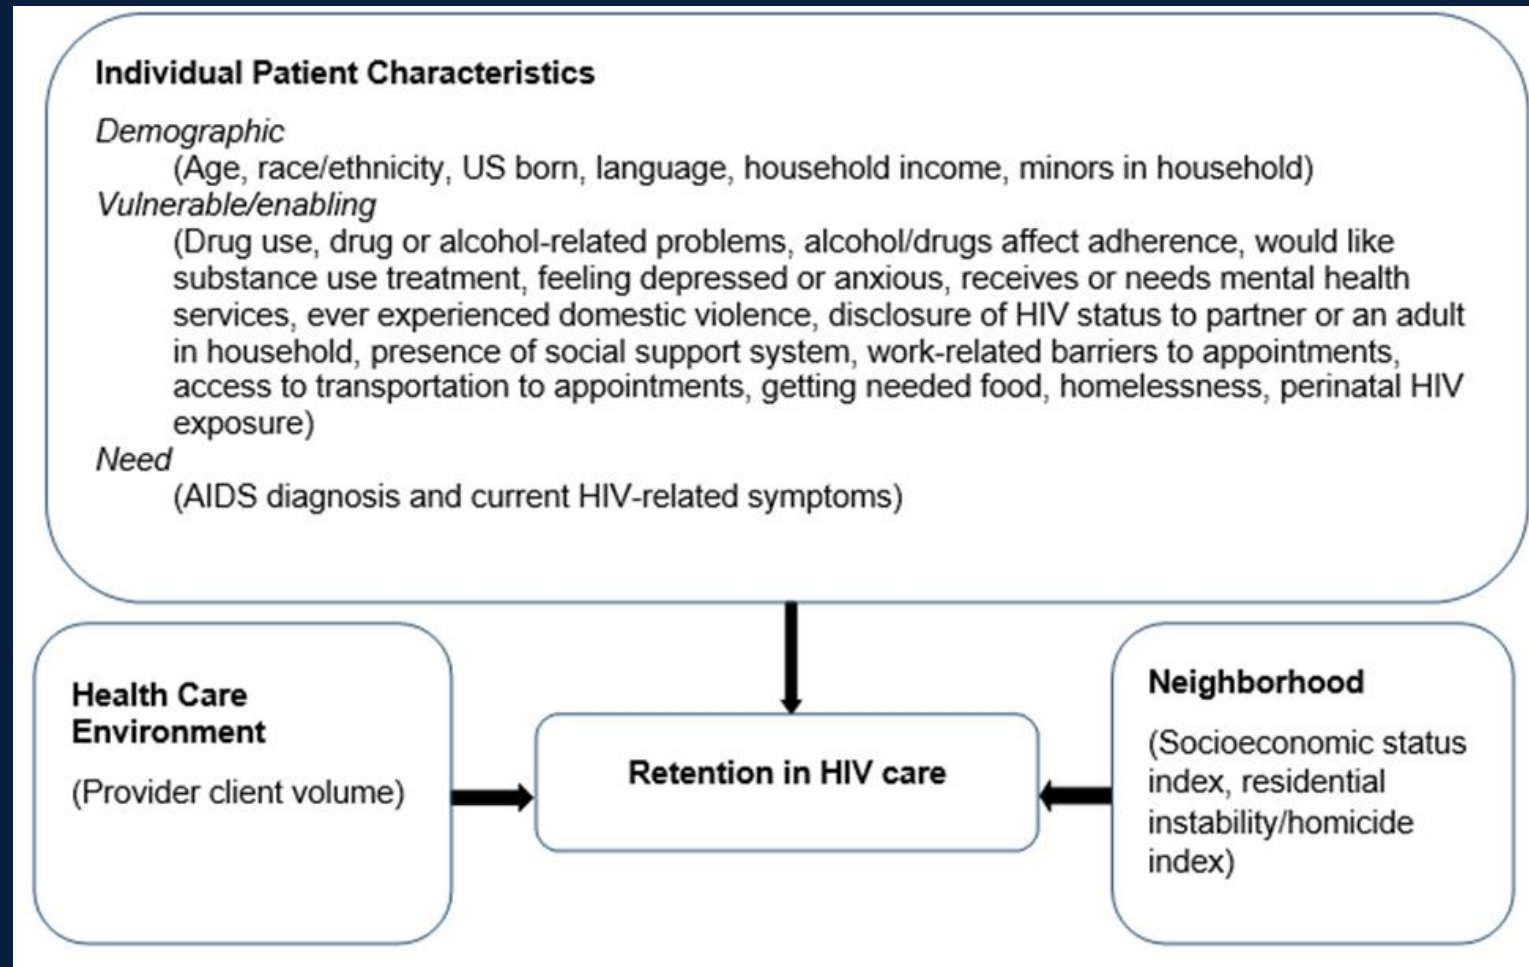 Individual Patient Characteristics
Demographic
(Age, race/ethnicity, US born, language, household income, minors in household)
Vulnerable/enabling
(Drug use, drug or alcohol-related problems, alcohol/drugs affect adherence, would like
substance use treatment, feeling depressed or anxious, receives or needs mental health
services, ever experienced domestic violence, disclosure of HIV status to partner or an adult
in household, presence of social support system, work-related barriers to appointments,
access to transportation to appointments, getting needed food, homelessness, perinatal HIV
exposure)
Need
(AIDS diagnosis and current HIV-related symptoms)
Health Care
Environment
(Provider client volume)
Retention in HIV care
Neighborhood
(Socioeconomic status
index, residential
instability/homicide
index)